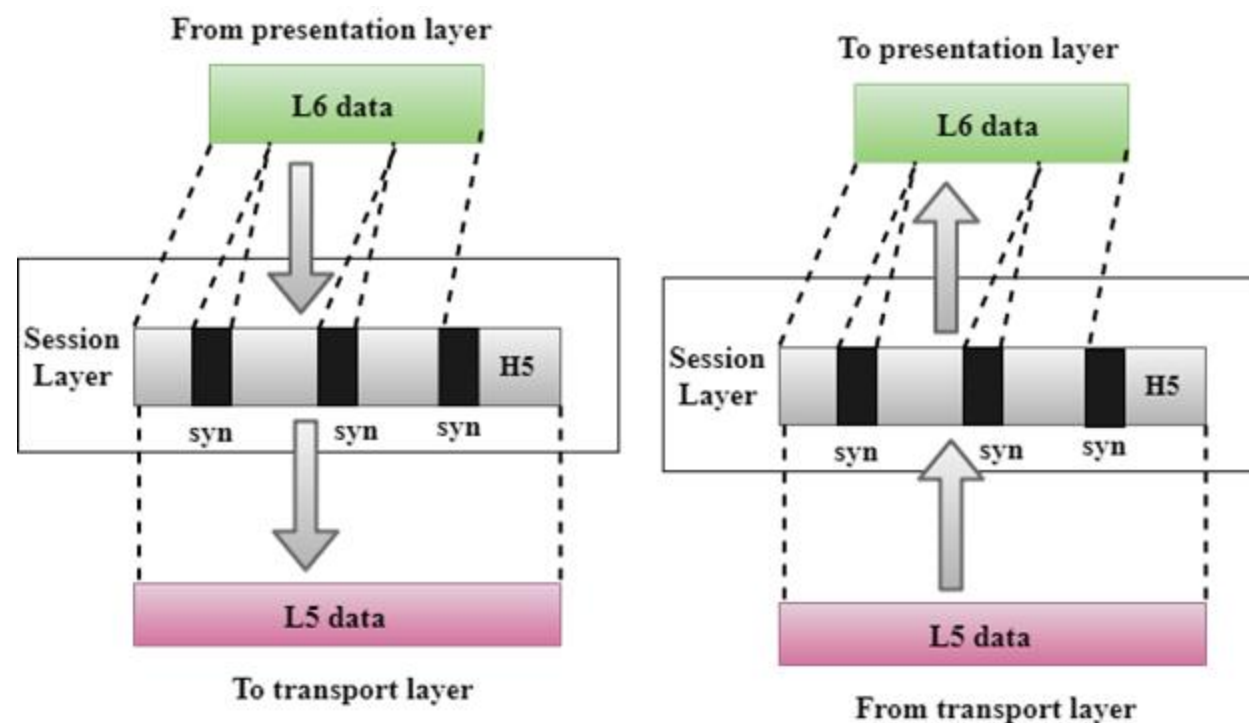 From presentation layer
L6 data
Session
Layer
H5
syn
syn
syn
L5 data
To transport layer
To presentation layer
L6 data
Session
Layer
H5
syn
syn
syn
L5 data
From transport layer